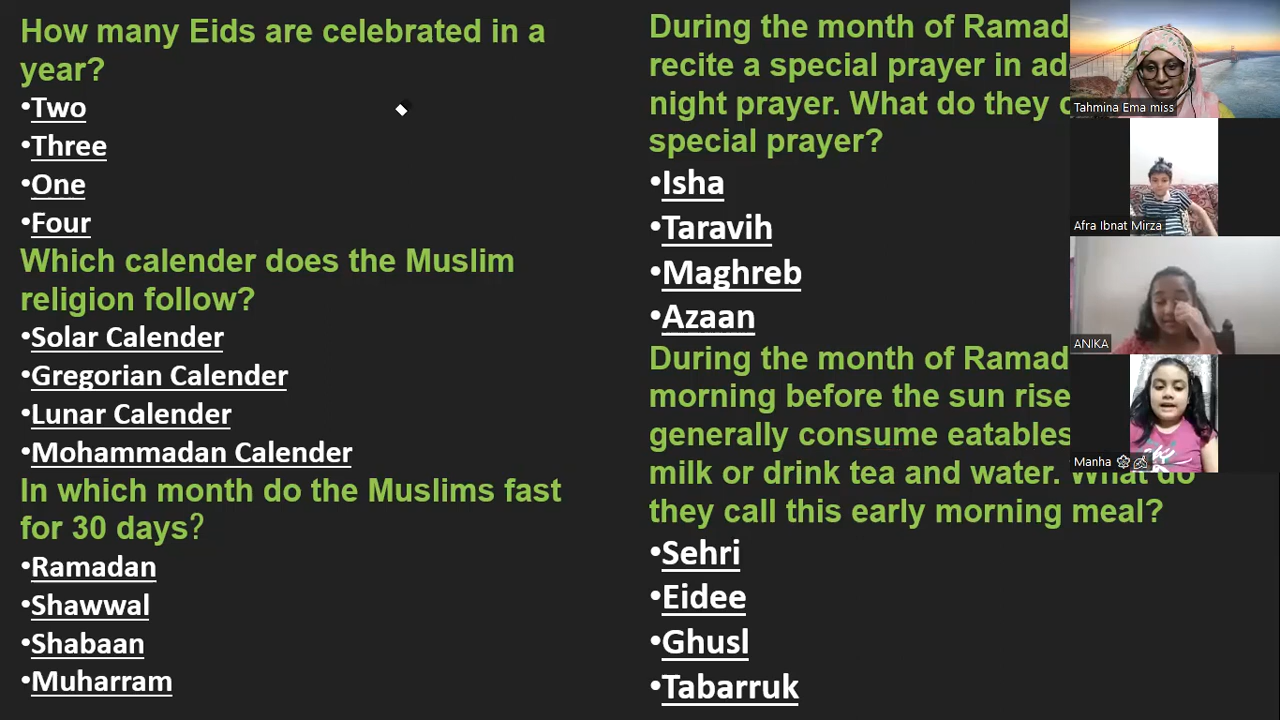 How many Eids are celebrated in a
year?
•Two
•Three
•One
•Four
Which calender does the Muslim
religion follow?
•Solar Calender
•Gregorian Calender
•Lunar Calender
•Mohammadan Calender
In which month do the Muslims fast
for 30 days?
•Ramadan
•Shawwal
•Shabaan
•Muharram
During the month of Ramad
recite a special prayer in ad
night prayer. What do they
special prayer?
•Isha
•Taravih
•Maghreb
•Azaan
During the month of Ramad
morning before the sun rise
generally consume eatables
milk or drink tea and water. What do
they call this early morning meal?
•Sehri
•Eidee
•Ghusl
•Tabarruk
Tahmina Ema miss
Afra Ibnat Mirza
ANIKA
Manha